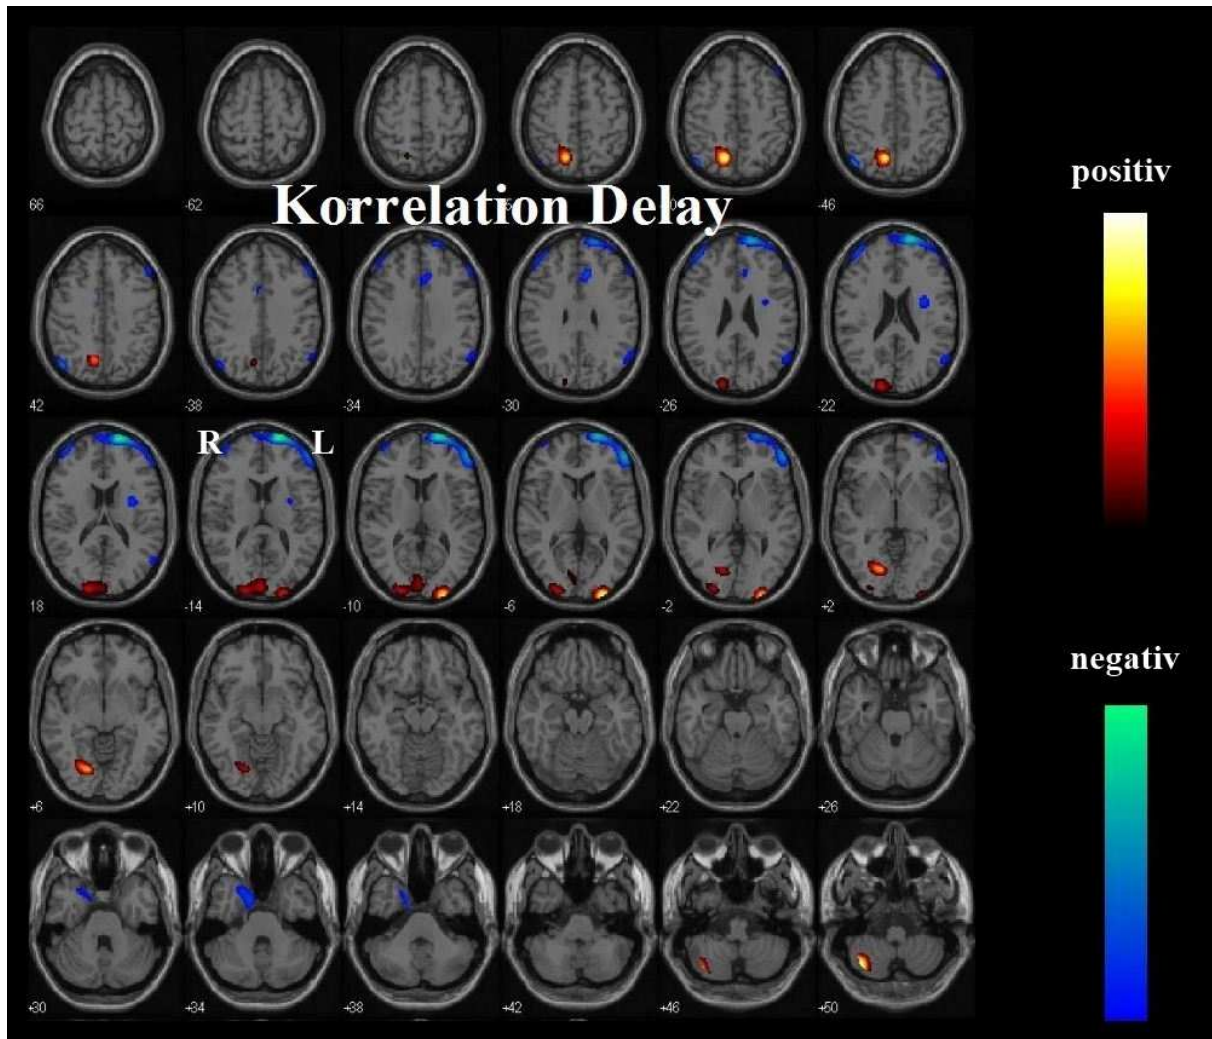 positiv
66 -62 -46
Korrelation Delay
42 -38 -34 -30 -26 -22
R L
18 -14 -10 -6 -2 +2
negativ
+6 +10 +14 +18 +22 +26
+30 +34 +38 +42 +46 +50